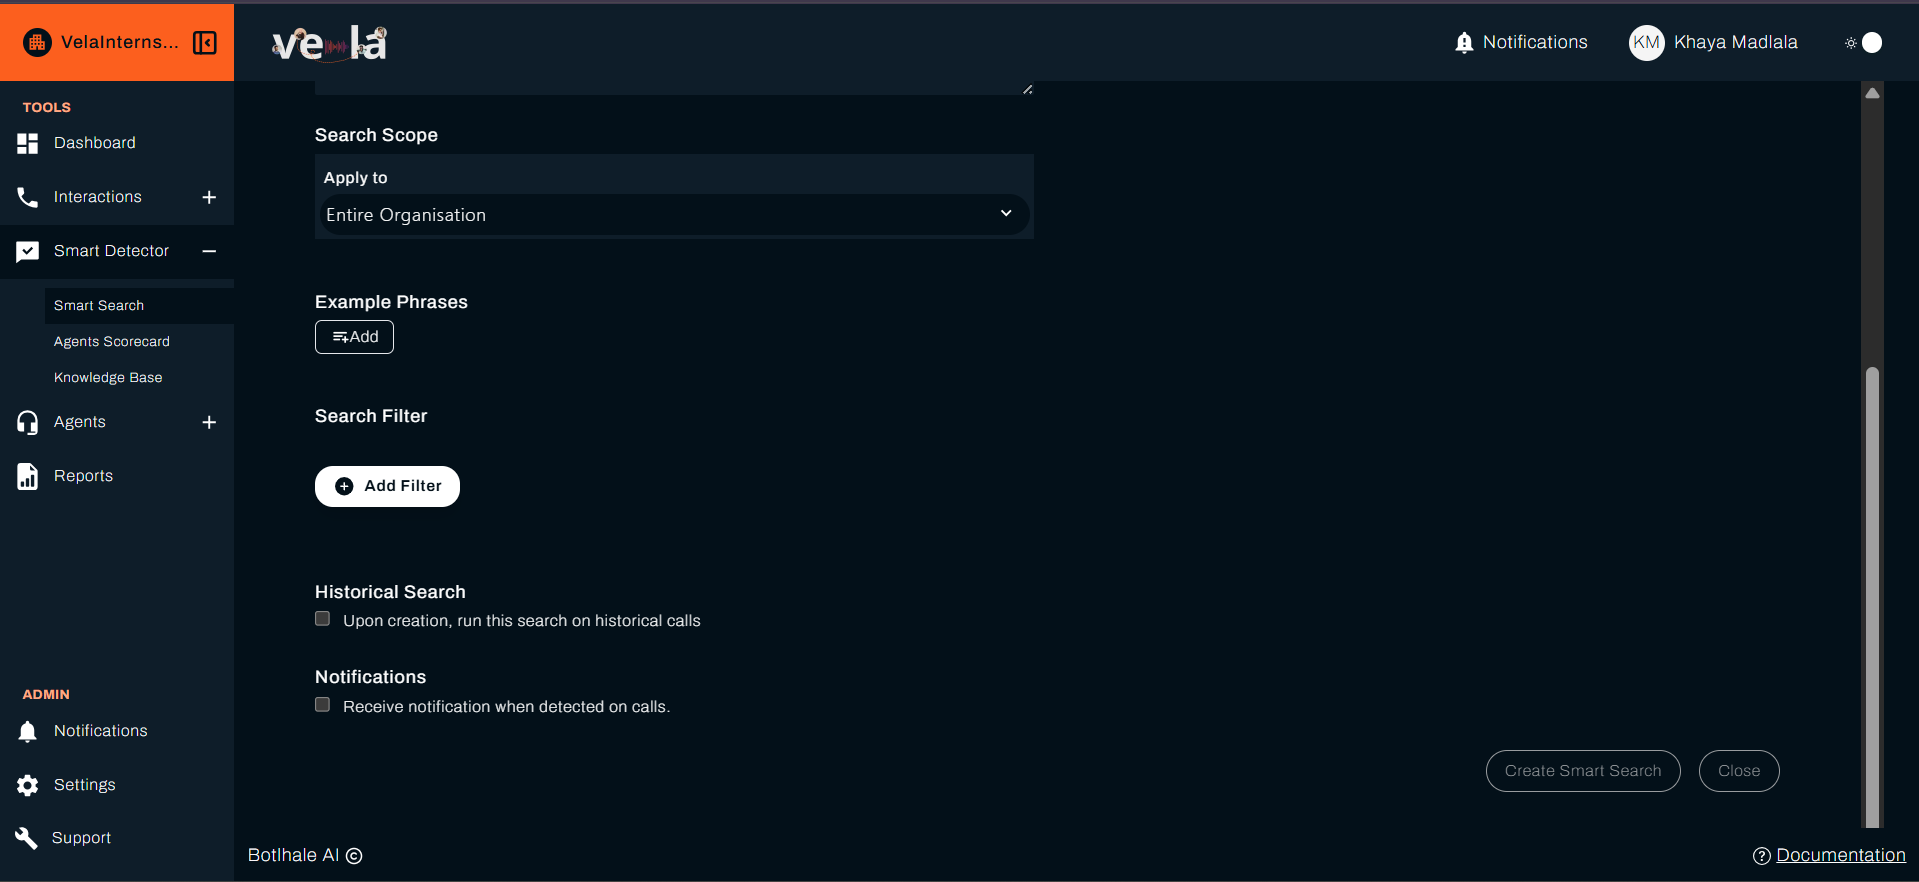 VelaInterns...
vela
Notifications
KM
Khaya Madlala
TOOLS
Dashboard
Interactions
Smart Detector
Smart Search
Agents Scorecard
Knowledge Base
Agents
Reports
ADMIN
Notifications
Settings
Support
Search Scope
Apply to
Entire Organisation
Example Phrases
Add
Search Filter
Add Filter
Historical Search
Upon creation, run this search on historical calls
Notifications
Receive notification when detected on calls.
Create Smart Search
Close
Botlhale AI ©
Documentation